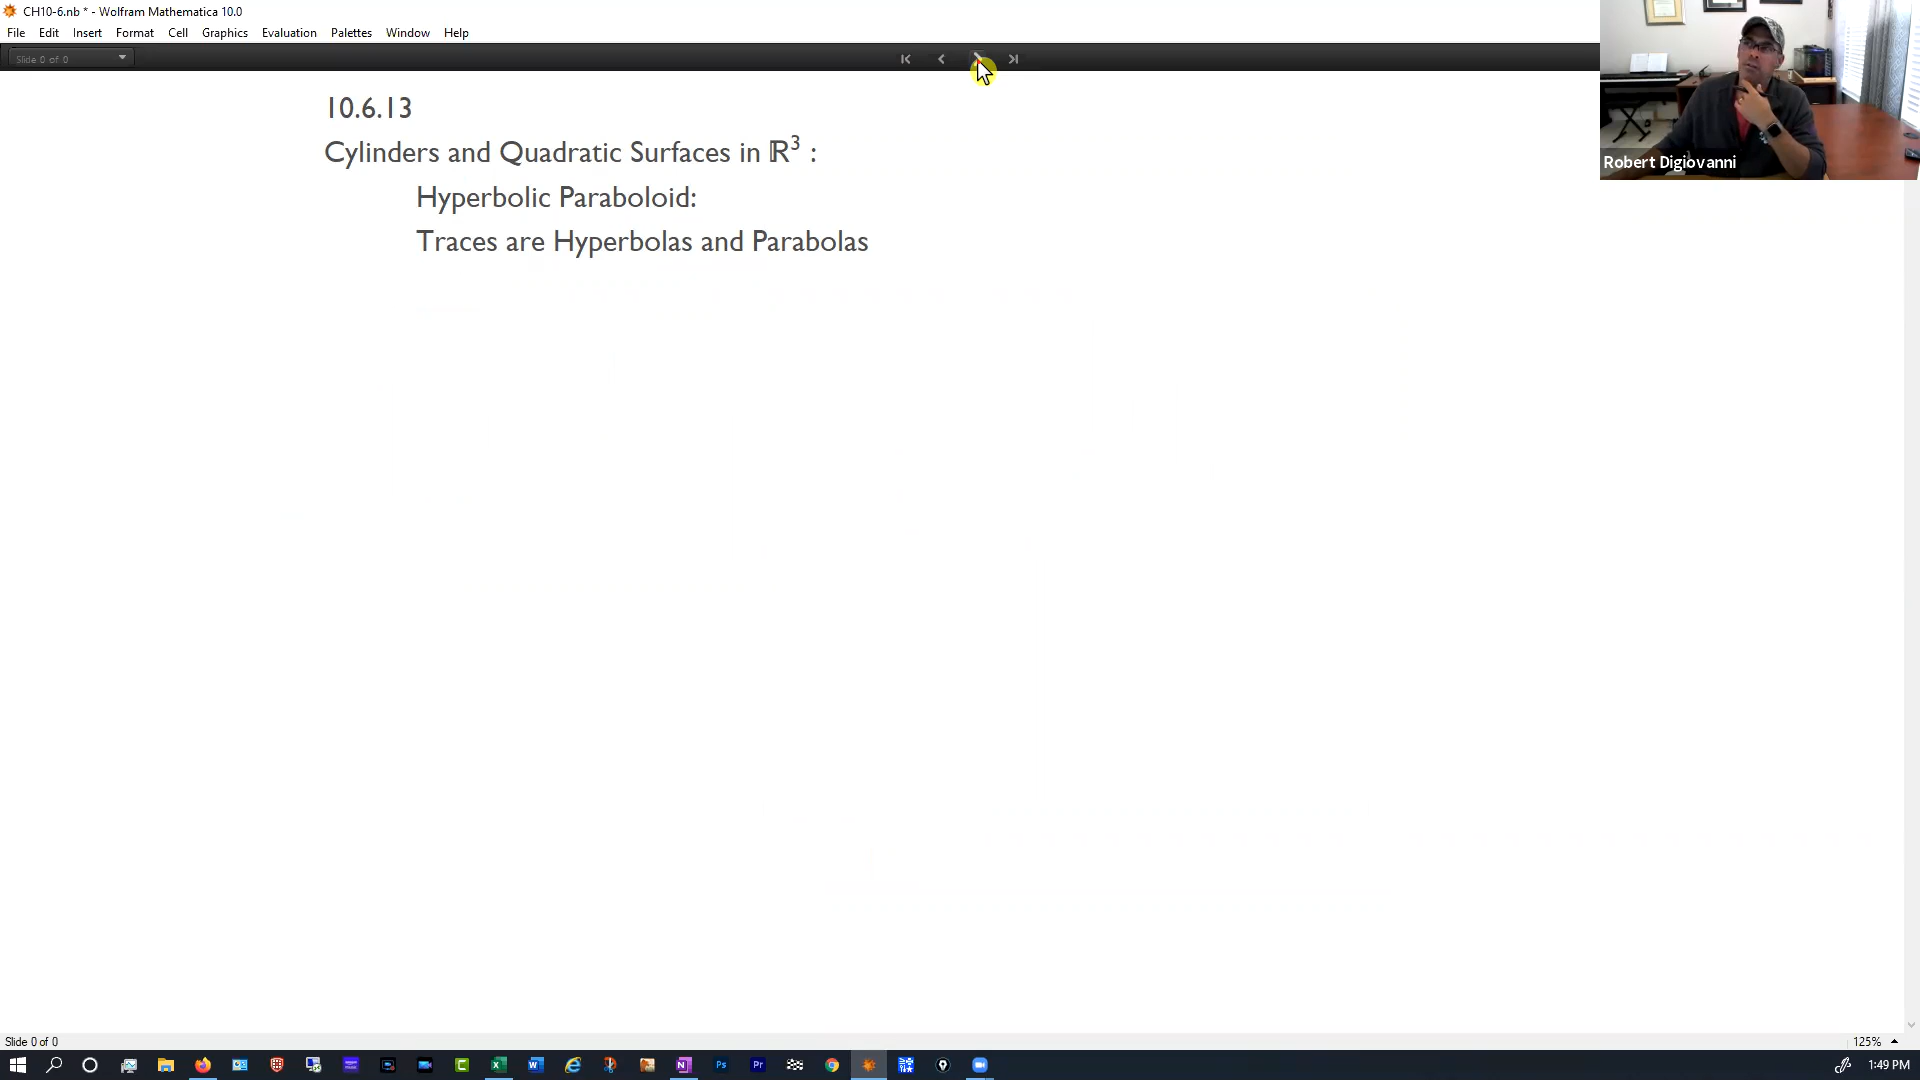 CH10-6.nb * - Wolfram Mathematica 10.0
File Edit Insert Format Cell Graphics Evaluation Palettes Window Help
Slide 0 of 0
10.6.13
Cylinders and Quadratic Surfaces in ℝ³ :
Hyperbolic Paraboloid:
Traces are Hyperbolas and Parabolas
Robert Digiovanni
Slide 0 of 0
125%
1:49 PM